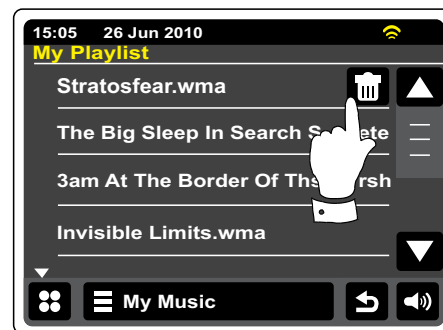 15:05 26 Jun 2010
My Playlist
Stratosfear.wma
The Big Sleep In Search
3am At The Border Of
Invisible Limits.wma
My Music